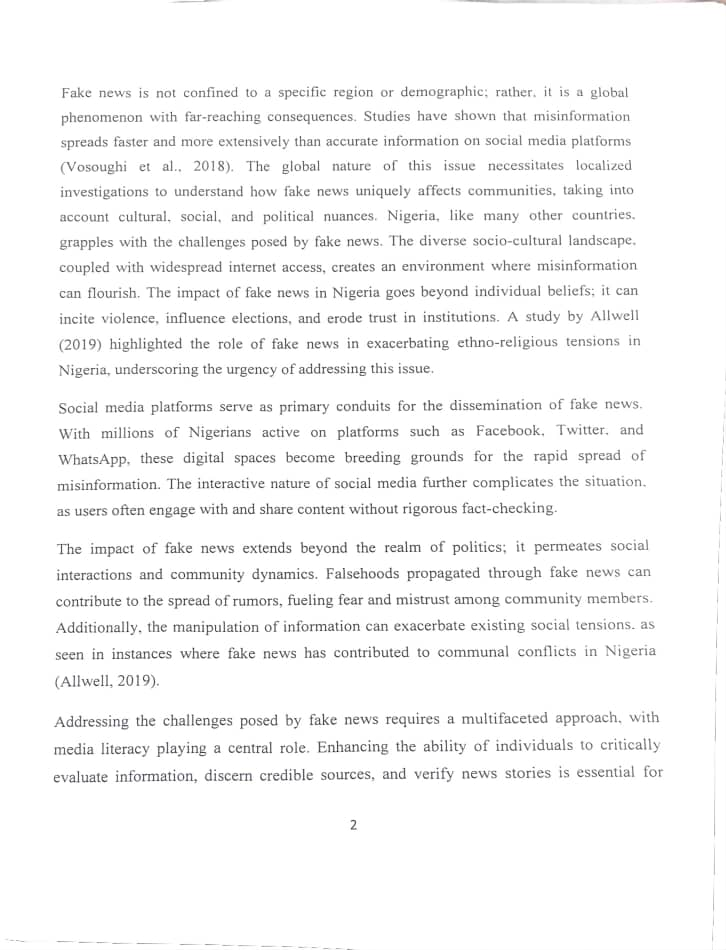 Fake news is not confined to a specific region or demographic; rather, it is a global
phenomenon with far-reaching consequences. Studies have shown that misinformation
spreads faster and more extensively than accurate information on social media platforms
(Vosoughi et al., 2018). The global nature of this issue necessitates localized
investigations to understand how fake news uniquely affects communities, taking into
account cultural, social, and political nuances. Nigeria, like many other countries,
grapples with the challenges posed by fake news. The diverse socio-cultural landscape,
coupled with widespread internet access, creates an environment where misinformation
can flourish. The impact of fake news in Nigeria goes beyond individual beliefs; it can
incite violence, influence elections, and erode trust in institutions. A study by Allwell
(2019) highlighted the role of fake news in exacerbating ethno-religious tensions in
Nigeria, underscoring the urgency of addressing this issue.
Social media platforms serve as primary conduits for the dissemination of fake news.
With millions of Nigerians active on platforms such as Facebook, Twitter, and
WhatsApp, these digital spaces become breeding grounds for the rapid spread of
misinformation. The interactive nature of social media further complicates the situation,
as users often engage with and share content without rigorous fact-checking.
The impact of fake news extends beyond the realm of politics; it permeates social
interactions and community dynamics. Falsehoods propagated through fake news can
contribute to the spread of rumors, fueling fear and mistrust among community members.
Additionally, the manipulation of information can exacerbate existing social tensions, as
seen in instances where fake news has contributed to communal conflicts in Nigeria
(Allwell, 2019).
Addressing the challenges posed by fake news requires a multifaceted approach, with
media literacy playing a central role. Enhancing the ability of individuals to critically
evaluate information, discern credible sources, and verify news stories is essential for
2